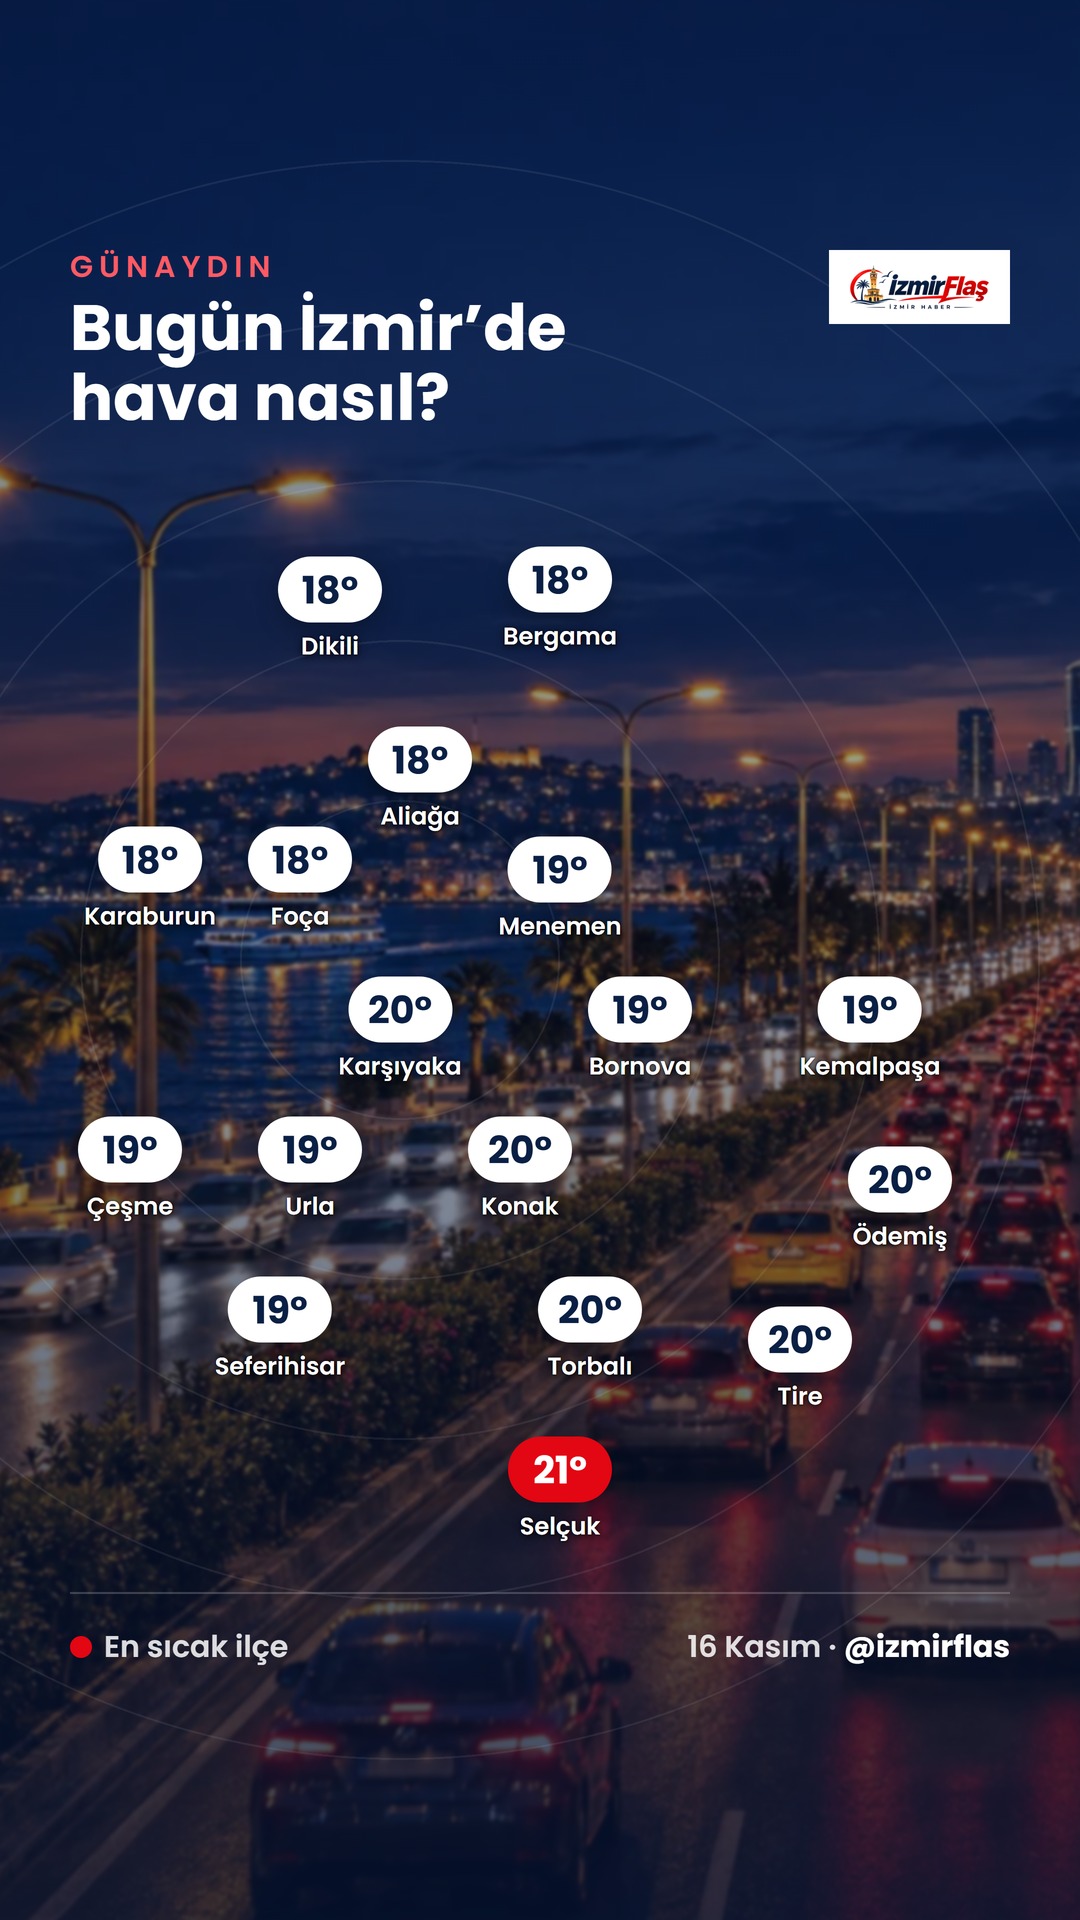 GÜNAYDIN
Bugün İzmir’de
hava nasıl?
izmirFlaş
İZMİR HABER
18°
Dikili
18°
Bergama
18°
Aliağa
18°
Karaburun
18°
Foça
19°
Menemen
20°
Karşıyaka
19°
Bornova
19°
Kemalpaşa
19°
Çeşme
19°
Urla
20°
Konak
20°
Ödemiş
19°
Seferihisar
20°
Torbalı
20°
Tire
21°
Selçuk
En sıcak ilçe
16 Kasım · @izmirflas